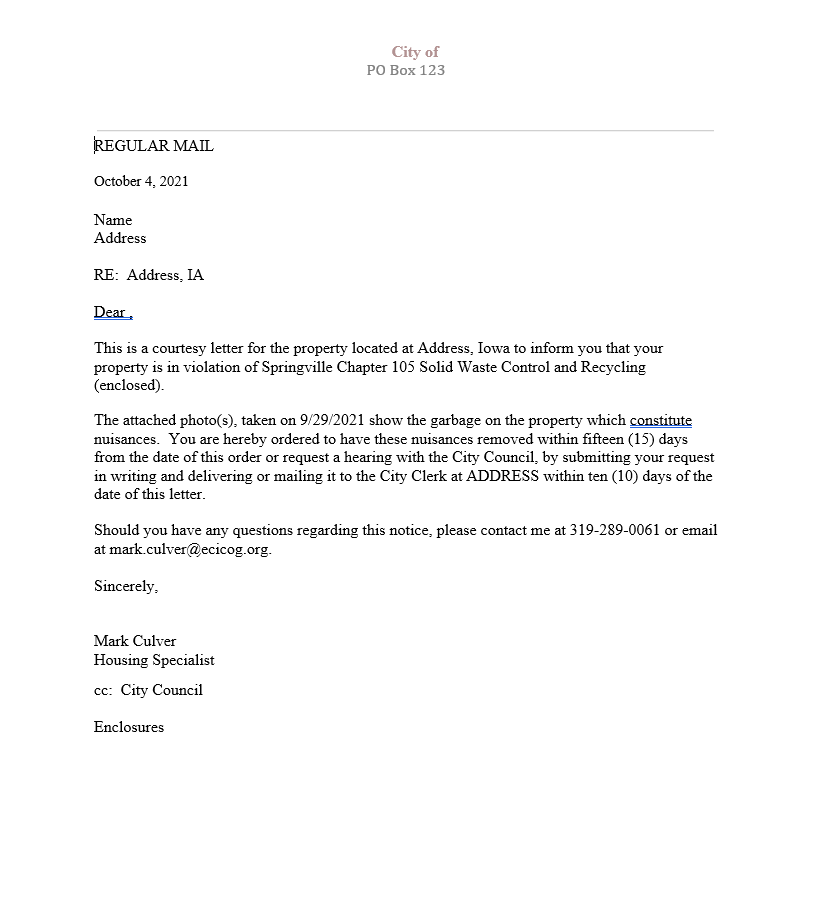 City of
PO Box 123
REGULAR MAIL
October 4, 2021
Name
Address
RE:  Address, IA
Dear ,
This is a courtesy letter for the property located at Address, Iowa to inform you that your
property is in violation of Springville Chapter 105 Solid Waste Control and Recycling
(enclosed).
The attached photo(s), taken on 9/29/2021 show the garbage on the property which constitute
nuisances.  You are hereby ordered to have these nuisances removed within fifteen (15) days
from the date of this order or request a hearing with the City Council, by submitting your request
in writing and delivering or mailing it to the City Clerk at ADDRESS within ten (10) days of the
date of this letter.
Should you have any questions regarding this notice, please contact me at 319-289-0061 or email
at mark.culver@ecicog.org.
Sincerely,
Mark Culver
Housing Specialist
cc:  City Council
Enclosures